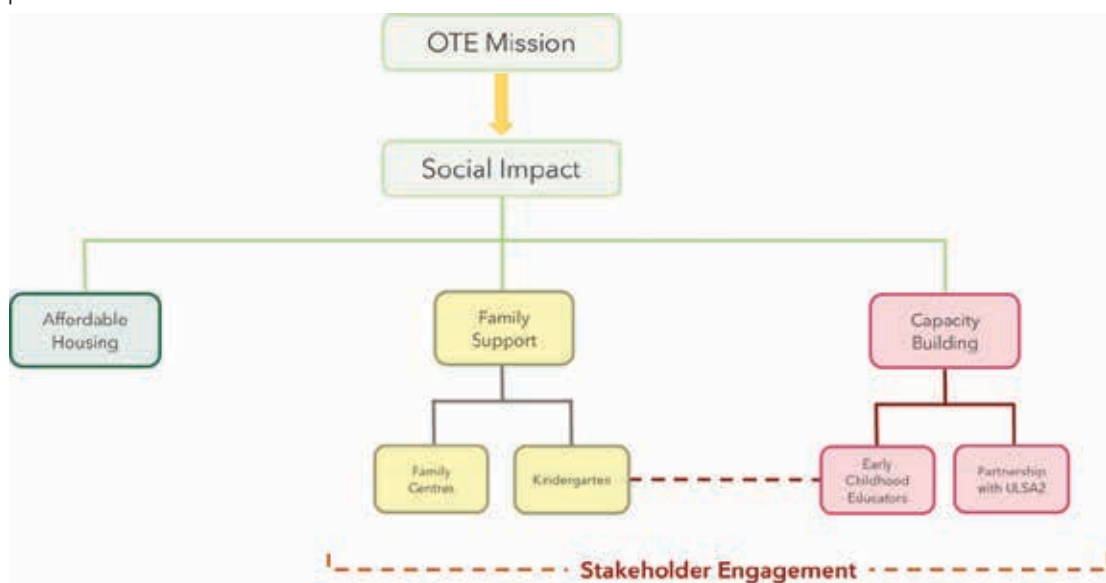 OTE Mission
Social Impact
Affordable
Housing
Family
Support
Capacity
Building
Family
Centres
Kindergarten
Early
Childhood
Educators
Partnership
with ULSA2
Stakeholder Engagement